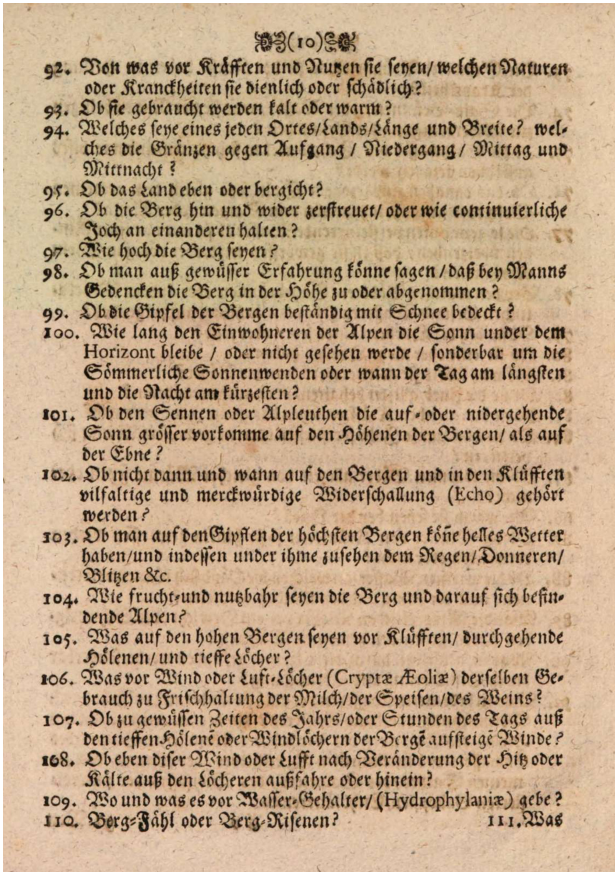 (10)
92. Von was vor Kräfften und Nutzen sie seyen/ welchen Naturen
oder Kranckheiten sie dienlich oder schädlich?
93. Ob sie gebraucht werden kalt oder warm?
94. Welches seye eines jeden Ortes/Lands/Länge und Breite? wel-
ches die Gränzen gegen Aufgang / Niedergang / Mittag und
Mittnacht?
95. Ob das Land eben oder bergicht?
96. Ob die Berg hin und wider zerstreuet/ oder wie continuierliche
Joch an einanderen halten?
97. Wie hoch die Berg seyen?
98. Ob man auß gewüsser Erfahrung könne sagen / daß bey Manns
Gedencken die Berg in der Höhe zu oder abgenommen?
99. Ob die Gipfel der Bergen beständig mit Schnee bedeckt?
100. Wie lang den Einwohneren der Alpen die Sonn under dem
Horizont bleibe / oder nicht gesehen werde / sonderbar um die
Sömmerliche Sonnenwenden oder wann der Tag am längsten
und die Nacht am kürzesten?
101. Ob den Sennen oder Alpleuthen die auf- oder nidergehende
Sonn grösser vorkomme auf den Höhenen der Bergen/ als auf
der Ebne?
102. Ob nicht dann und wann auf den Bergen und in den Klüfften
vilfaltige und merckwürdige Widerschallung (Echo) gehört
werden?
103. Ob man auf den Gipflen der höchsten Bergen köñe helles Wetter
haben/und indessen under ihme zusehen dem Regen/Donneren/
Blitzen &c.
104. Wie frucht-und nutzbahr seyen die Berg und darauf sich befin-
dende Alpen?
105. Was auf den hohen Bergen seyen vor Klüfften/ durchgehende
Hölenen/ und tieffe Löcher?
106. Was vor Wind oder Luft-Löcher (Cryptæ Æoliæ) derselben Ge-
brauch zu Frischhaltung der Milch/der Speisen/des Weins?
107. Ob zu gewüssen Zeiten des Jahrs/oder Stunden des Tags auß
den tieffen Hölenē oder Windlöchern der Bergē aufsteigē Winde?
108. Ob eben diser Wind oder Lufft nach Veränderung der Hitz oder
Kälte auß den Löcheren außfahre oder hinein?
109. Wo und was es vor Wasser-Gehalter/ (Hydrophylaniæ) gebe?
110. Berg-Fähl oder Berg-Risenen? 111. Was